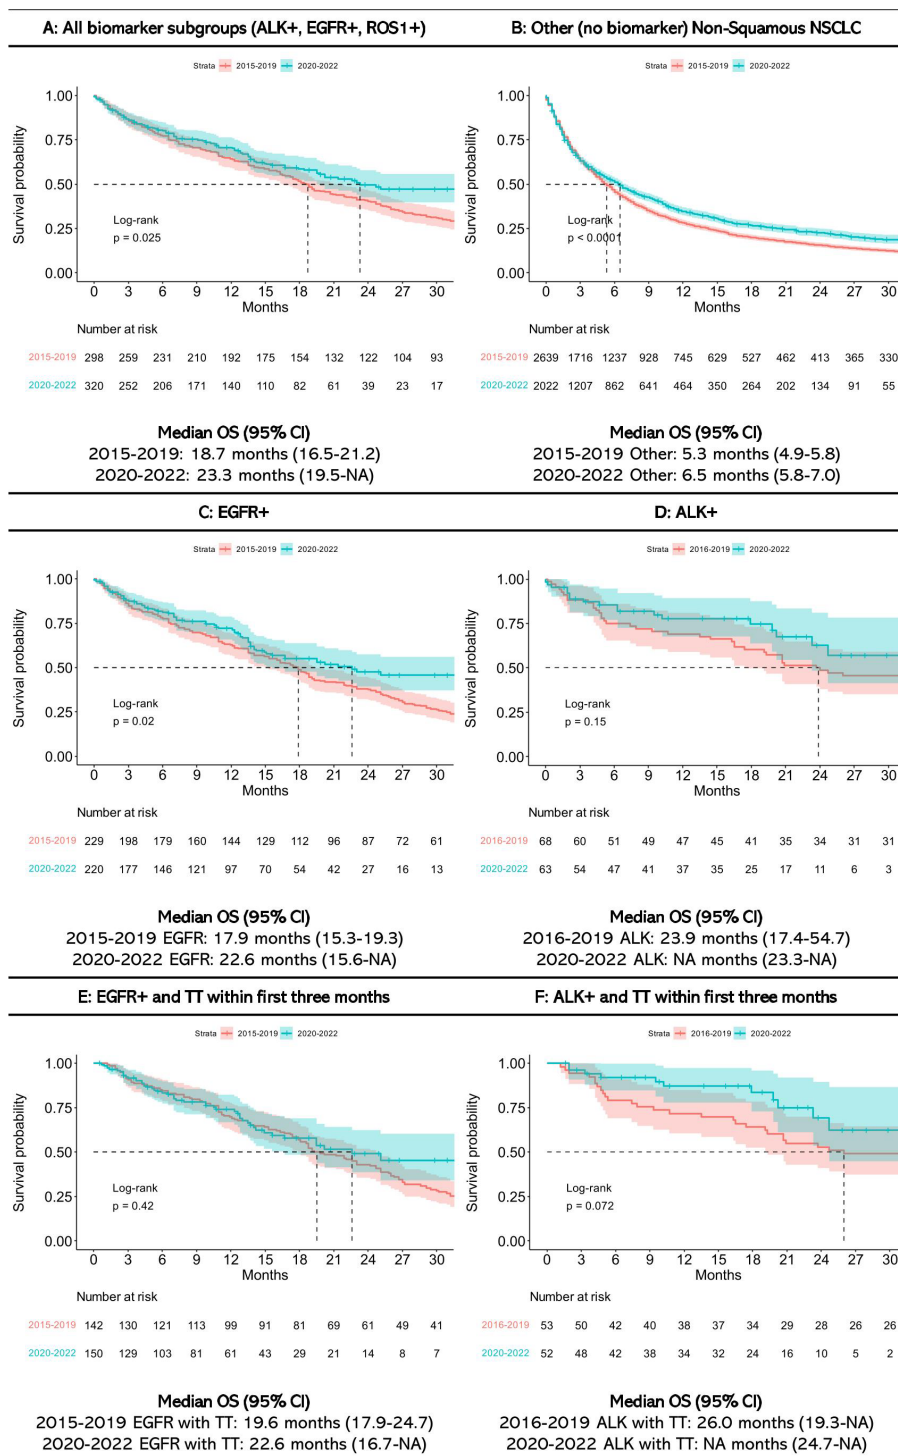 A: All biomarker subgroups (ALK+, EGFR+, ROS1+)
Strata 2015-2019 2020-2022
Survival probability
1.00
0.75
0.50
0.25
0.00
Log-rank
p = 0.025
0 3 6 9 12 15 18 21 24 27 30
Months
Number at risk
2015-2019 298 259 231 210 192 175 154 132 122 104 93
2020-2022 320 252 206 171 140 110 82 61 39 23 17
Median OS (95% CI)
2015-2019: 18.7 months (16.5-21.2)
2020-2022: 23.3 months (19.5-NA)
B: Other (no biomarker) Non-Squamous NSCLC
Strata 2015-2019 2020-2022
Survival probability
1.00
0.75
0.50
0.25
0.00
Log-rank
p < 0.0001
0 3 6 9 12 15 18 21 24 27 30
Months
Number at risk
2015-2019 2639 1716 1237 928 745 629 527 462 413 365 330
2020-2022 2022 1207 862 641 464 350 264 202 134 91 55
Median OS (95% CI)
2015-2019 Other: 5.3 months (4.9-5.8)
2020-2022 Other: 6.5 months (5.8-7.0)
C: EGFR+
Strata 2015-2019 2020-2022
Survival probability
1.00
0.75
0.50
0.25
0.00
Log-rank
p = 0.02
0 3 6 9 12 15 18 21 24 27 30
Months
Number at risk
2015-2019 229 198 179 160 144 129 112 96 87 72 61
2020-2022 220 177 146 121 97 70 54 42 27 16 13
Median OS (95% CI)
2015-2019 EGFR: 17.9 months (15.3-19.3)
2020-2022 EGFR: 22.6 months (15.6-NA)
D: ALK+
Strata 2016-2019 2020-2022
Survival probability
1.00
0.75
0.50
0.25
0.00
Log-rank
p = 0.15
0 3 6 9 12 15 18 21 24 27 30
Months
Number at risk
2016-2019 68 60 51 49 47 45 41 35 34 31 31
2020-2022 63 54 47 41 37 35 25 17 11 6 3
Median OS (95% CI)
2016-2019 ALK: 23.9 months (17.4-54.7)
2020-2022 ALK: NA months (23.3-NA)
E: EGFR+ and TT within first three months
Strata 2015-2019 2020-2022
Survival probability
1.00
0.75
0.50
0.25
0.00
Log-rank
p = 0.42
0 3 6 9 12 15 18 21 24 27 30
Months
Number at risk
2015-2019 142 130 121 113 99 91 81 69 61 49 41
2020-2022 150 129 103 81 61 43 29 21 14 8 7
Median OS (95% CI)
2015-2019 EGFR with TT: 19.6 months (17.9-24.7)
2020-2022 EGFR with TT: 22.6 months (16.7-NA)
F: ALK+ and TT within first three months
Strata 2016-2019 2020-2022
Survival probability
1.00
0.75
0.50
0.25
0.00
Log-rank
p = 0.072
0 3 6 9 12 15 18 21 24 27 30
Months
Number at risk
2016-2019 53 50 42 40 38 37 34 29 28 26 26
2020-2022 52 48 42 38 34 32 24 16 10 5 2
Median OS (95% CI)
2016-2019 ALK with TT: 26.0 months (19.3-NA)
2020-2022 ALK with TT: NA months (24.7-NA)